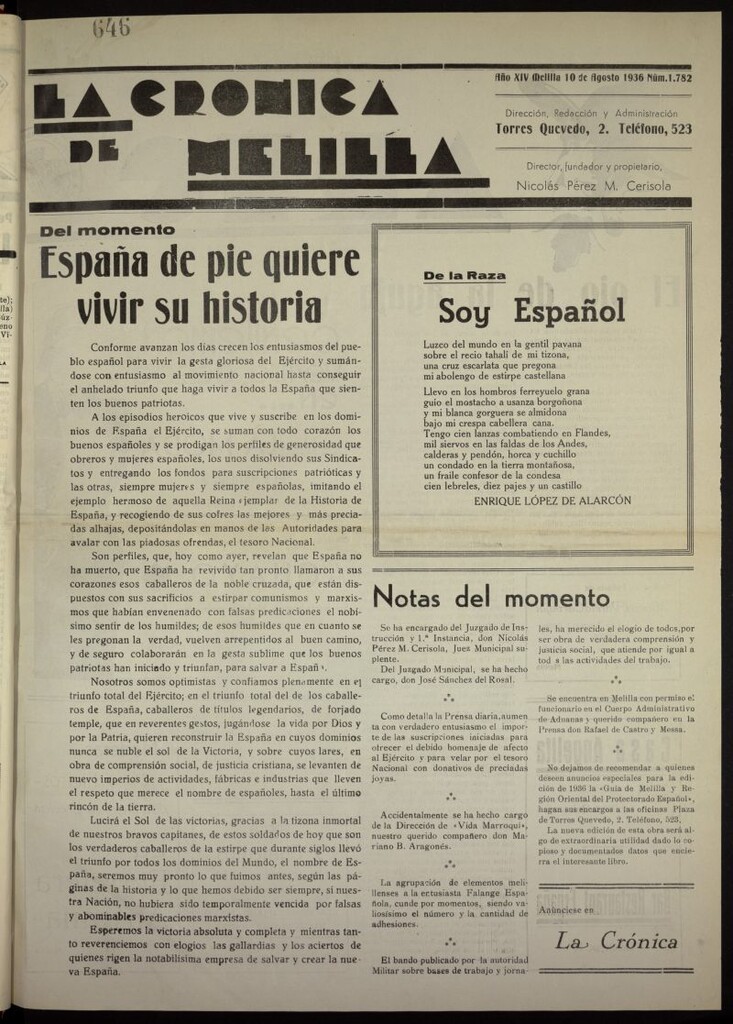 646
LA CRONICA
DE MELILLA
Año XIV Melilla 10 de Agosto 1936 Núm. 1.782
Dirección, Redacción y Administración
Torres Quevedo, 2. Teléfono, 523
Director, fundador y propietario,
Nicolás Pérez M. Cerisola
Del momento
España de pie quiere
vivir su historia
Conforme avanzan los días crecen los entusiasmos del pue-
blo español para vivir la gesta gloriosa del Ejército y sumán-
dose con entusiasmo al movimiento nacional hasta conseguir
el anhelado triunfo que haga vivir a todos la España que sien-
ten los buenos patriotas.
A los episodios heroicos que vive y suscribe en los domi-
nios de España el Ejército, se suman con todo corazón los
buenos españoles y se prodigan los perfiles de generosidad que
obreros y mujeres españoles, los unos disolviendo sus Sindica-
tos y entregando los fondos para suscripciones patrióticas y
las otras, siempre mujeres y siempre españolas, imitando el
ejemplo hermoso de aquella Reina ejemplar de la Historia de
España, y recogiendo de sus cofres las mejores y más precia-
das alhajas, depositándolas en manos de las Autoridades para
avalar con las piadosas ofrendas, el tesoro Nacional.
Son perfiles, que, hoy como ayer, revelan que España no
ha muerto, que España ha revivido tan pronto llamaron a sus
corazones esos caballeros de la noble cruzada, que están dis-
puestos con sus sacrificios a estirpar comunismos y marxis-
mos que habían envenenado con falsas predicaciones el nobí-
simo sentir de los humildes; de esos humildes que en cuanto se
les pregonan la verdad, vuelven arrepentidos al buen camino,
y de seguro colaborarán en la gesta sublime que los buenos
patriotas han iniciado y triunfan, para salvar a España.
Nosotros somos optimistas y confiamos plenamente en el
triunfo total del Ejército; en el triunfo total del de los caballe-
ros de España, caballeros de títulos legendarios, de forjado
temple, que en reverentes gestos, jugándose la vida por Dios y
por la Patria, quieren reconstruir la España en cuyos dominios
nunca se nuble el sol de la Victoria, y sobre cuyos lares, en
obra de comprensión social, de justicia cristiana, se levanten de
nuevo imperios de actividades, fábricas e industrias que lleven
el respeto que merece el nombre de españoles, hasta el último
rincón de la tierra.
Lucirá el Sol de las victorias, gracias a la tizona inmortal
de nuestros bravos capitanes, de estos soldados de hoy que son
los verdaderos caballeros de la estirpe que durante siglos llevó
el triunfo por todos los dominios del Mundo, el nombre de Es-
paña, seremos muy pronto lo que fuimos antes, según las pá-
ginas de la historia y lo que hemos debido ser siempre, si nues-
tra Nación, no hubiera sido temporalmente vencida por falsas
y abominables predicaciones marxistas.
Esperemos la victoria absoluta y completa y mientras tan-
to reverenciemos con elogios las gallardias y los aciertos de
quienes rigen la notabilísima empresa de salvar y crear la nue-
va España.
De la Raza
Soy Español
Luzco del mundo en la gentil pavana
sobre el recio tahalí de mi tizona,
una cruz escarlata que pregona
mi abolengo de estirpe castellana
Llevo en los hombros ferreyuelo grana
guío el mostacho a usanza borgoñona
y mi blanca gorguera se almidona
bajo mi crespa cabellera cana.
Tengo cien lanzas combatiendo en Flandes,
mil siervos en las faldas de los Andes,
calderas y pendón, horca y cuchillo
un condado en la tierra montañosa,
un fraile confesor de la condesa
cien lebreles, diez pajes y un castillo
ENRIQUE LÓPEZ DE ALARCÓN
Notas del momento
Se ha encargado del Juzgado de Ins-
trucción y 1.ª Instancia, don Nicolás
Pérez M. Cerisola, Juez Municipal su-
plente.
Del Juzgado Municipal, se ha hecho
cargo, don José Sánchez del Rosal.
Como detalla la Prensa diaria, aumen
ta con verdadero entusiasmo el impor-
te de las suscripciones iniciadas para
ofrecer el debido homenaje de afecto
al Ejército y para velar por el tesoro
Nacional con donativos de preciadas
joyas.
Accidentalmente se ha hecho cargo
de la Dirección de «Vida Marroquí»,
nuestro querido compañero don Ma-
riano B. Aragonés.
La agrupación de elementos meli-
llenses a la entusiasta Falange Espa-
ñola, cunde por momentos, siendo va-
liosísimo el número y la cantidad de
adhesiones.
El bando publicado por la autoridad
Militar sobre bases de trabajo y jorna-
les, ha merecido el elogio de todos, por
ser obra de verdadera comprensión y
justicia social, que atiende por igual a
todas las actividades del trabajo.
Se encuentra en Melilla con permiso el
funcionario en el Cuerpo Administrativo
de Aduanas y querido compañero en la
Prensa don Rafael de Castro y Messa.
No dejamos de recomendar a quienes
deseen anuncios especiales para la edi-
ción de 1936 la «Guía de Melilla y Re-
gión Oriental del Protectorado Español»,
hagan sus encargos a las oficinas Plaza
de Torres Quevedo, 2. Teléfono, 523.
La nueva edición de esta obra será al-
go de extraordinaria utilidad dado lo co-
pioso y documentados datos que encie-
rra el interesante libro.
Anúnciese en
La Crónica